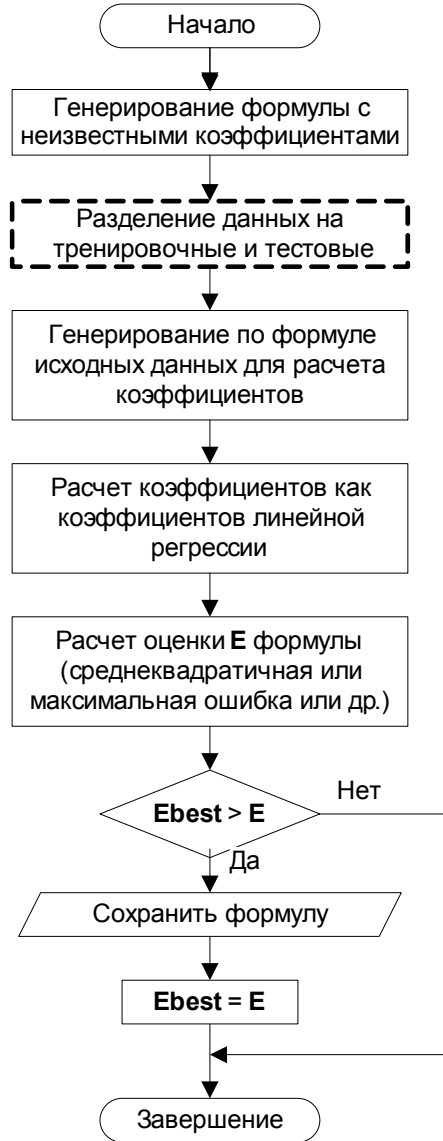 Начало
Генерирование формулы с
неизвестными коэффициентами
Разделение данных на
тренировочные и тестовые
Генерирование по формуле
исходных данных для расчета
коэффициентов
Расчет коэффициентов как
коэффициентов линейной
регрессии
Расчет оценки E формулы
(среднеквадратичная или
максимальная ошибка или др.)
Ebest > E
Нет
Да
Сохранить формулу
Ebest = E
Завершение